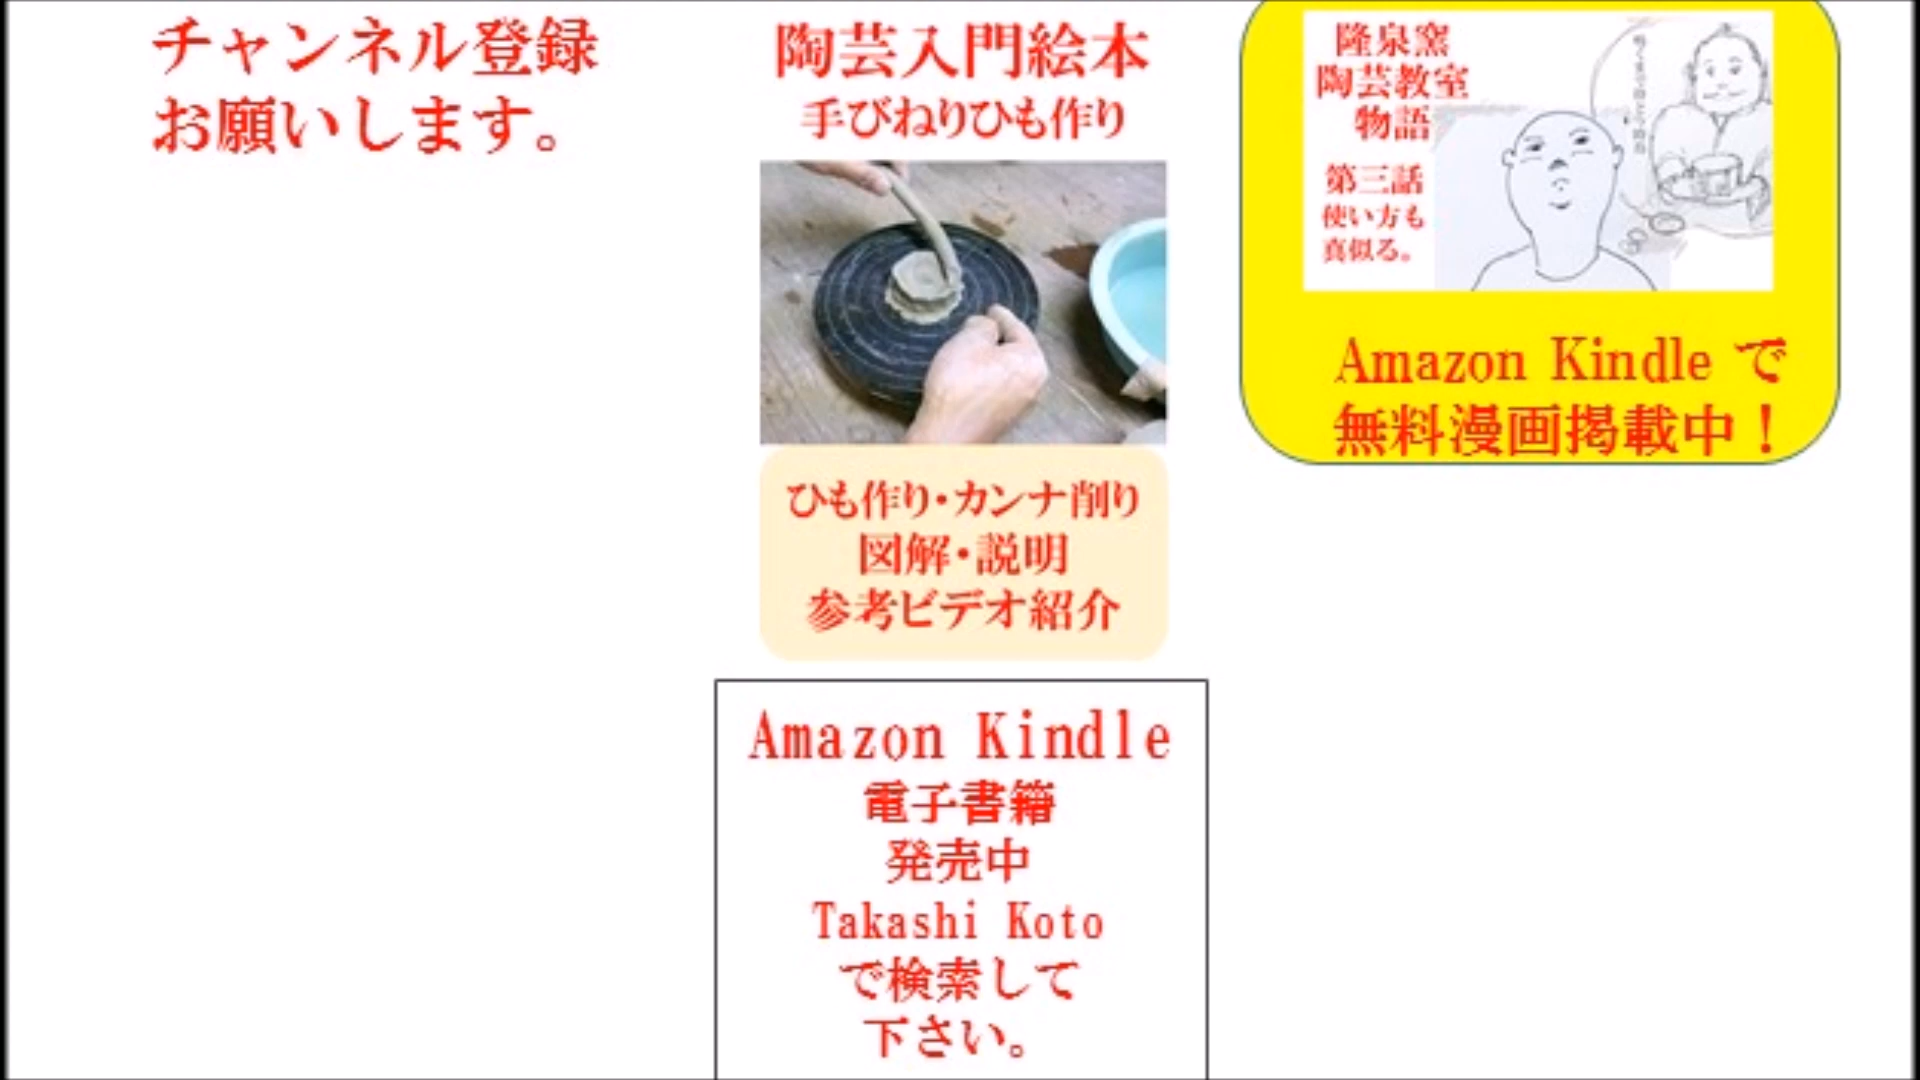 チャンネル登録
お願いします。
陶芸入門絵本
手びねりひも作り
ひも作り・カンナ削り
図解・説明
参考ビデオ紹介
Amazon Kindle
電子書籍
発売中
Takashi Koto
で検索して
下さい。
隆泉窯
陶芸教室
物語
第三話
使い方も
真似る。
Amazon Kindle で
無料漫画掲載中！